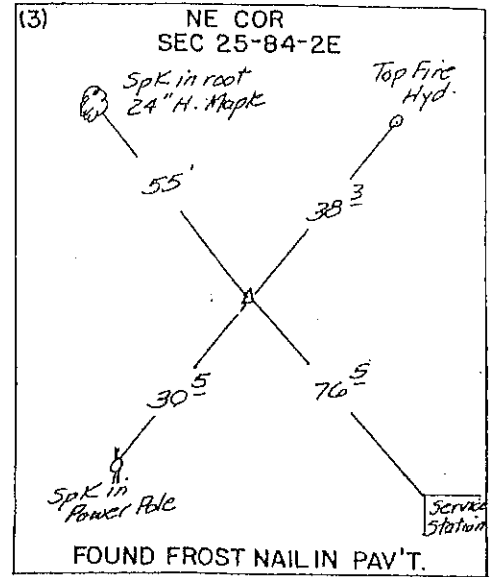 (3)
NE COR
SEC 25-84-2E
Spk in root
24" H. Maple
Top Fire
Hyd.
55'
38 3
30 5
76 5
Spk in
Power Pole
Service
Station
FOUND FROST NAIL IN PAV'T.